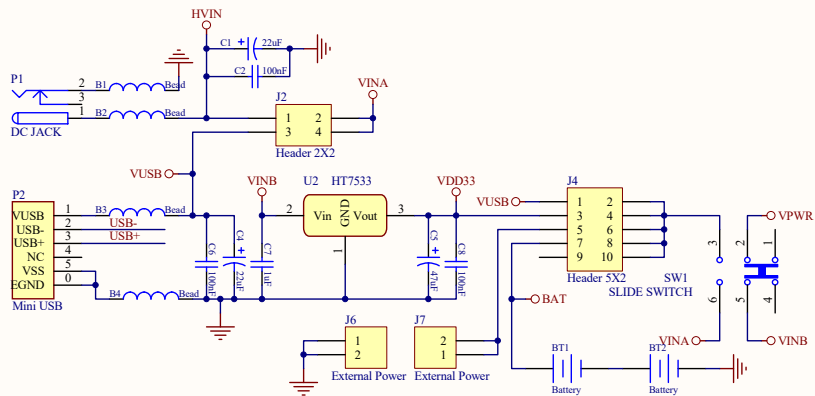 HVIN
C1 + 22uF
C2 100nF
P1
2 B1 Bead
3
1 B2 Bead
DC JACK
J2
1 2
3 4
Header 2X2
VINA
VUSB
P2
VUSB 1 B3 Bead
USB- 2 USB-
USB+ 3 USB+
NC 4
VSS 5
EGND 0
B4 Bead
Mini USB
C6 100nF
C4 + 22uF
VINB
C7 1uF
U2 HT7533
2 Vin GND Vout 3
1
VDD33
C5 + 47uF
C8 100nF
VUSB
J4
1 2
3 4
5 6
7 8
9 10
Header 5X2
BAT
SW1
SLIDE SWITCH
3 2 1
6 5 4
VPWR
VINA
VINB
J6
1
2
External Power
J7
2
1
External Power
BT1
Battery
BT2
Battery